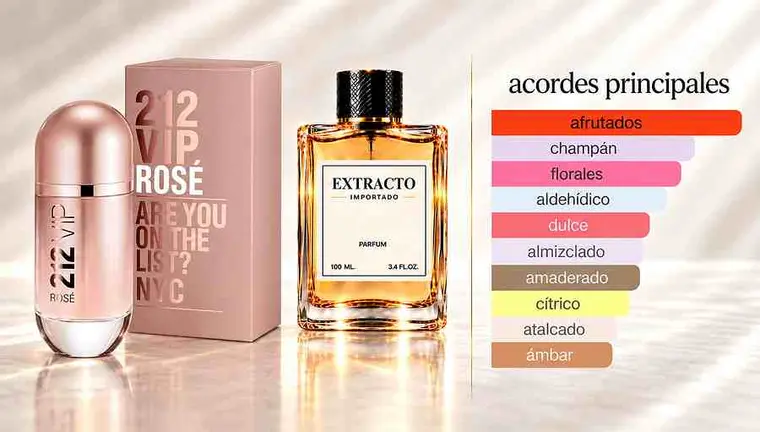 212 VIP
ROSÉ
212
VIP
ROSÉ
ARE YOU
ON THE
LIST?
NYC
EXTRACTO
IMPORTADO
PARFUM
100 ML.
3.4 FL.OZ.
acordes principales
afrutados
champán
florales
aldehídico
dulce
almizclado
amaderado
cítrico
atalcado
ámbar